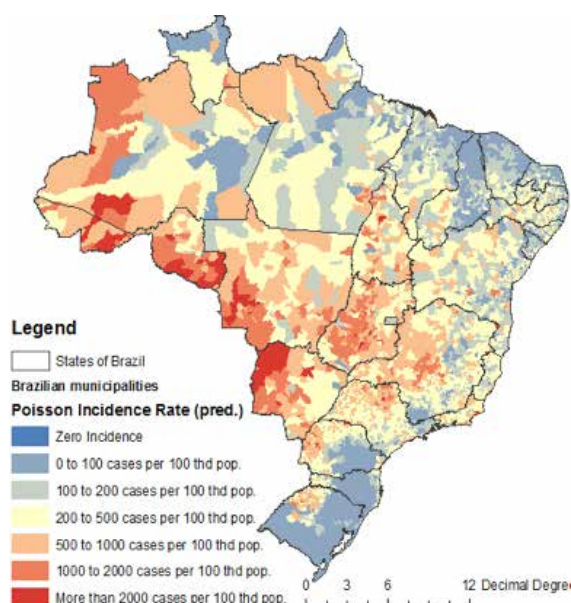 Legend
States of Brazil
Brazilian municipalities
Poisson Incidence Rate (pred.)
Zero Incidence
0 to 100 cases per 100 thd pop.
100 to 200 cases per 100 thd pop.
200 to 500 cases per 100 thd pop.
500 to 1000 cases per 100 thd pop.
1000 to 2000 cases per 100 thd pop.
More than 2000 cases per 100 thd pop.
0 3 6 12 Decimal Degre